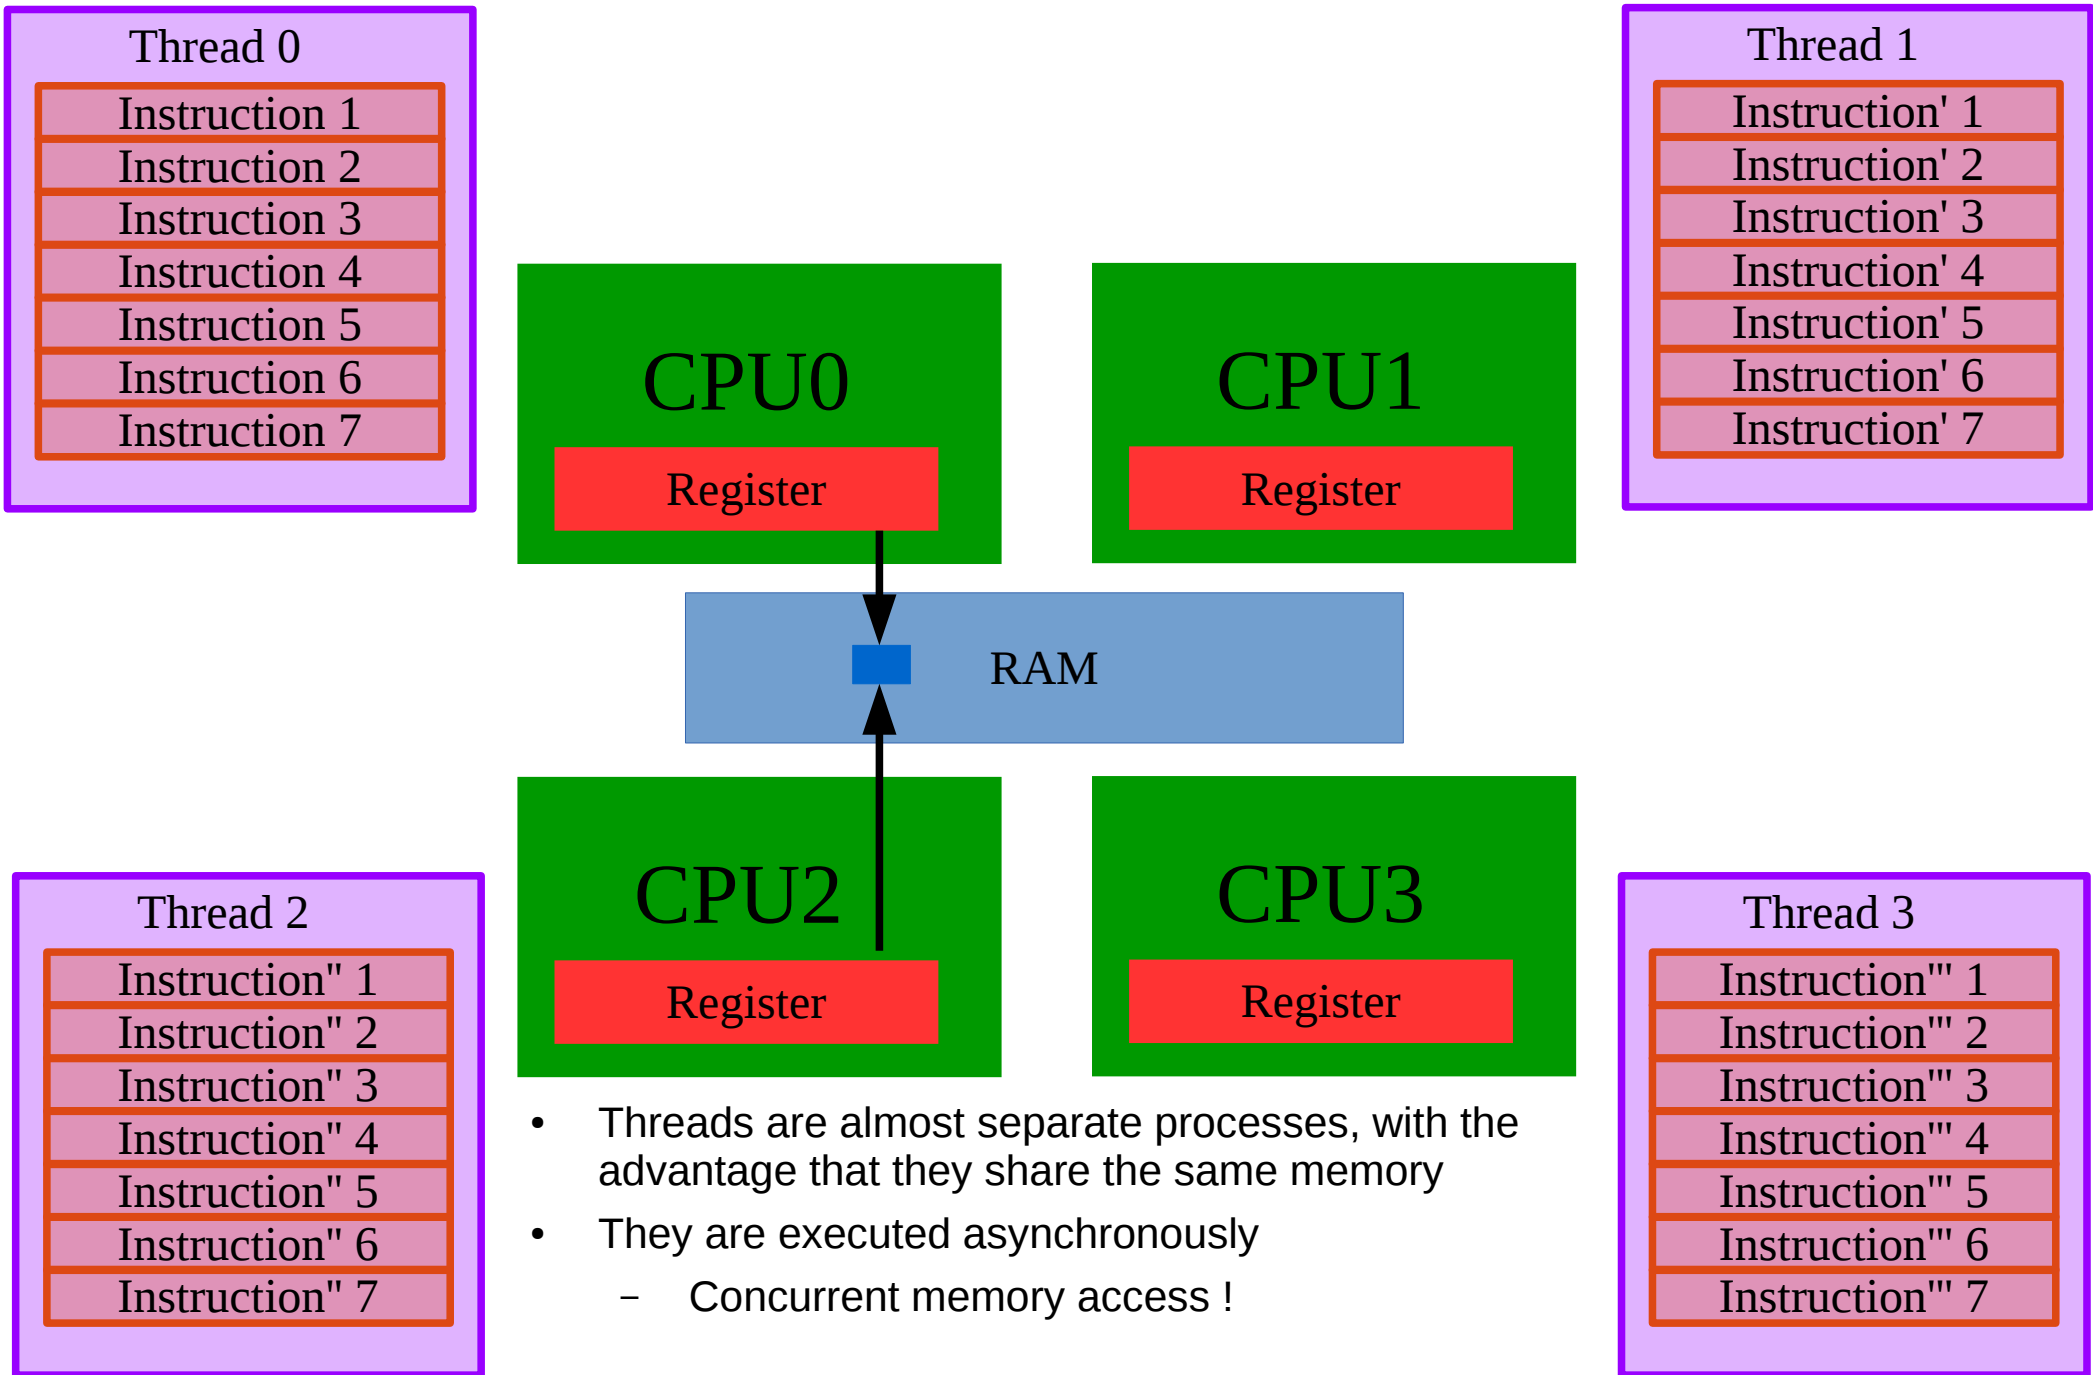 Thread 0
Instruction 1
Instruction 2
Instruction 3
Instruction 4
Instruction 5
Instruction 6
Instruction 7
Thread 1
Instruction' 1
Instruction' 2
Instruction' 3
Instruction' 4
Instruction' 5
Instruction' 6
Instruction' 7
CPU0
Register
CPU1
Register
RAM
CPU2
Register
CPU3
Register
Thread 2
Instruction'' 1
Instruction'' 2
Instruction'' 3
Instruction'' 4
Instruction'' 5
Instruction'' 6
Instruction'' 7
Thread 3
Instruction''' 1
Instruction''' 2
Instruction''' 3
Instruction''' 4
Instruction''' 5
Instruction''' 6
Instruction''' 7
• Threads are almost separate processes, with the
advantage that they share the same memory
• They are executed asynchronously
– Concurrent memory access !